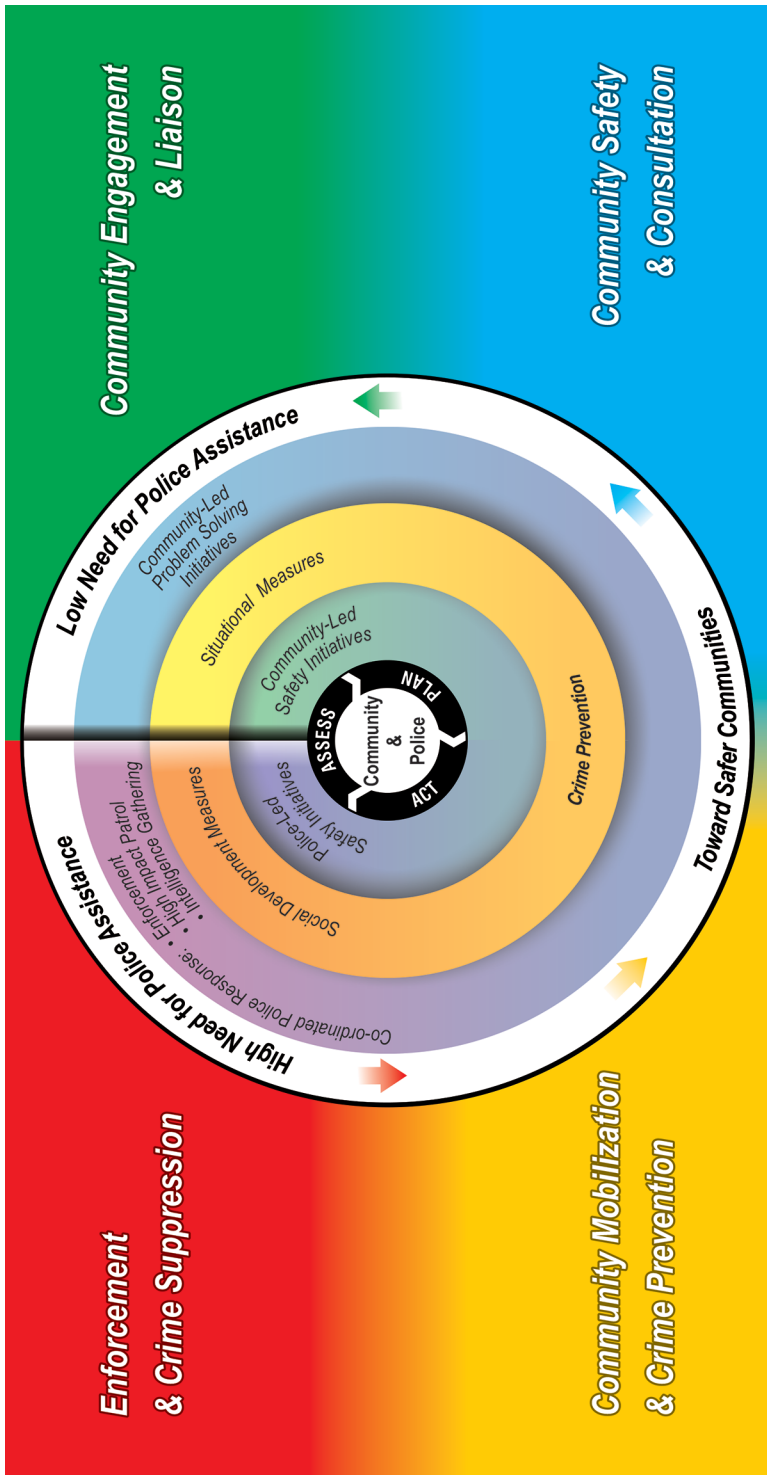 Enforcement
& Crime Suppression
Community Engagement
& Liaison
High Need for Police Assistance
Low Need for Police Assistance
Co-ordinated Police Response:
• Enforcement
• High Impact Patrol
• Intelligence Gathering
Community-Led
Problem Solving
Initiatives
Social Development Measures
Situational Measures
Police-Led
Safety Initiatives
Community-Led
Safety Initiatives
ASSESS
PLAN
ACT
Community
&
Police
Crime Prevention
Toward Safer Communities
Community Mobilization
& Crime Prevention
Community Safety
& Consultation